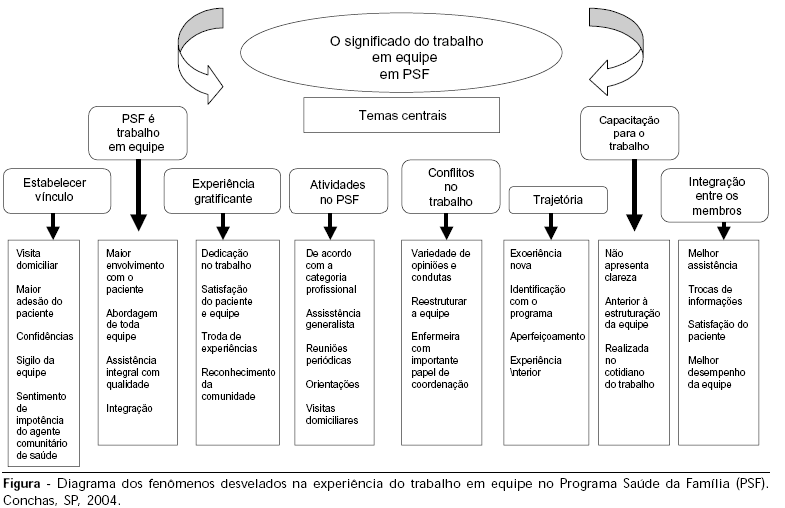 O significado do trabalho
em equipe
em PSF
Temas centrais
PSF é
trabalho
em equipe
Capacitação
para o
trabalho
Estabelecer
vínculo
Experiência
gratificante
Atividades
no PSF
Conflitos
no
trabalho
Trajetória
Integração
entre os
membros
Visita
domiciliar
Maior
adesão do
paciente
Confidências
Sigilo da
equipe
Sentimento
de
impotência
do agente
comunitário
de saúde
Maior
envolvimento
com o
paciente
Abordagem
de toda
equipe
Assistência
integral com
qualidade
Integração
Dedicação
no trabalho
Satisfação
do paciente
e equipe
Troda de
experiências
Reconhecimento
da
comunidade
De acordo
com a
categoria
profissional
Assisstência
generalista
Reuniões
periódicas
Orientações
Visitas
domiciliares
Variedade de
opiniões e
condutas
Reestruturar
a equipe
Enfermeira
com
importante
papel de
coordenação
Exoeriência
nova
Identificação
com o
programa
Aperfeiçoamento
Experiência
\nterior
Não
apresenta
clareza
Anterior à
estruturação
da equipe
Realizada
no
cotidiano
do trabalho
Melhor
assistência
Trocas de
informações
Satisfação do
paciente
Melhor
desempenho
da equipe
Figura - Diagrama dos fenômenos desvelados na experiência do trabalho em equipe no Programa Saúde da Família (PSF).
Conchas, SP, 2004.